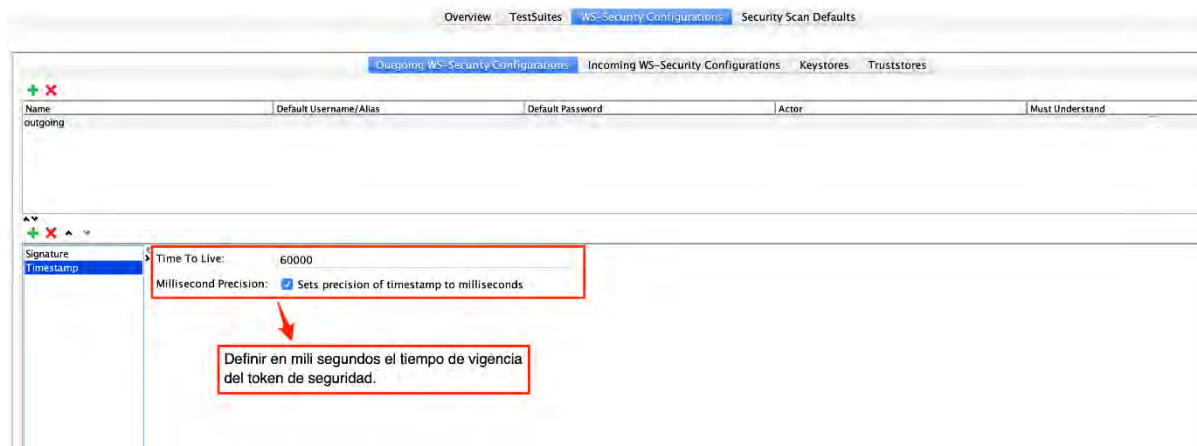 Overview TestSuites WS-Security Configurations Security Scan Defaults
Outgoing WS-Security Configurations Incoming WS-Security Configurations Keystores Truststores
Name Default Username/Alias Default Password Actor Must Understand
outgoing
Signature
Timestamp
Time To Live: 60000
Millisecond Precision: Sets precision of timestamp to milliseconds
Definir en mili segundos el tiempo de vigencia
del token de seguridad.